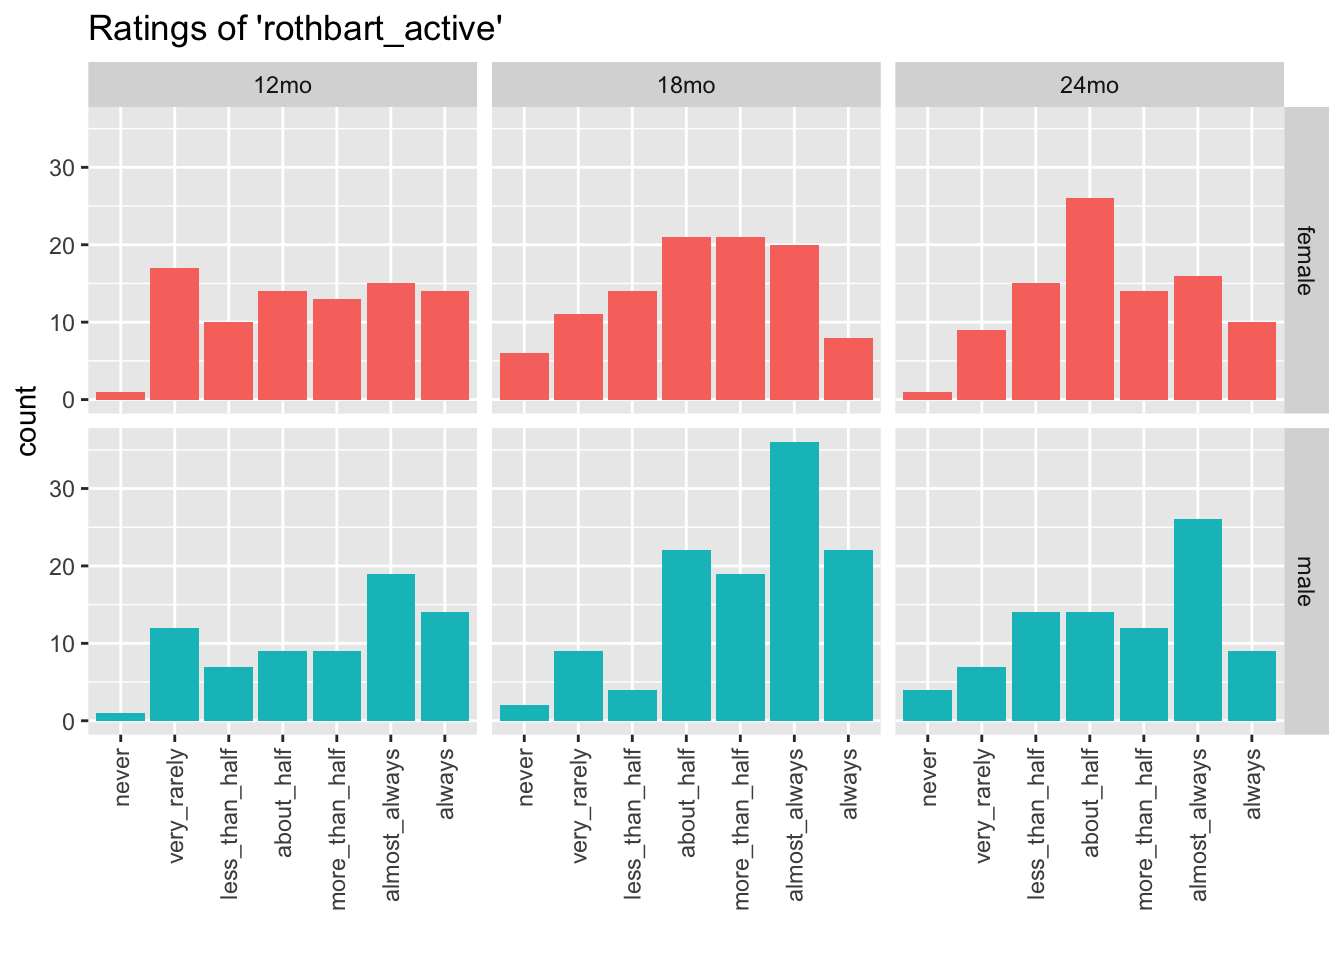 Ratings of 'rothbart_active'
12mo 18mo 24mo
count
30
20
10
0
female
30
20
10
0
male
never very_rarely less_than_half about_half more_than_half almost_always always
never very_rarely less_than_half about_half more_than_half almost_always always
never very_rarely less_than_half about_half more_than_half almost_always always